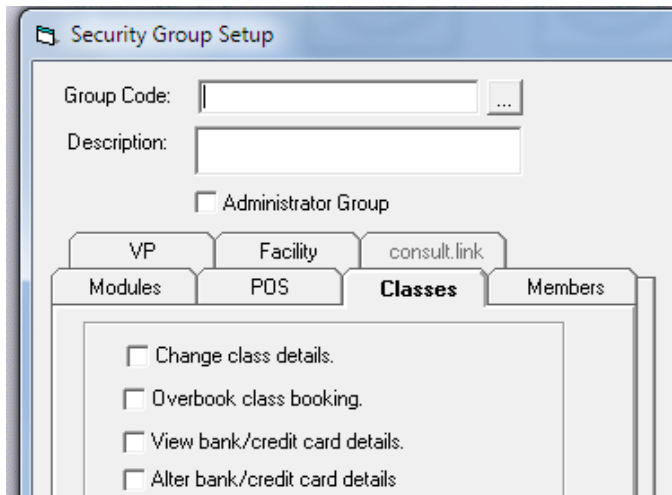 Security Group Setup
Group Code:
...
Description:
Administrator Group
VP Facility consult.link
Modules POS Classes Members
Change class details.
Overbook class booking.
View bank/credit card details.
Alter bank/credit card details